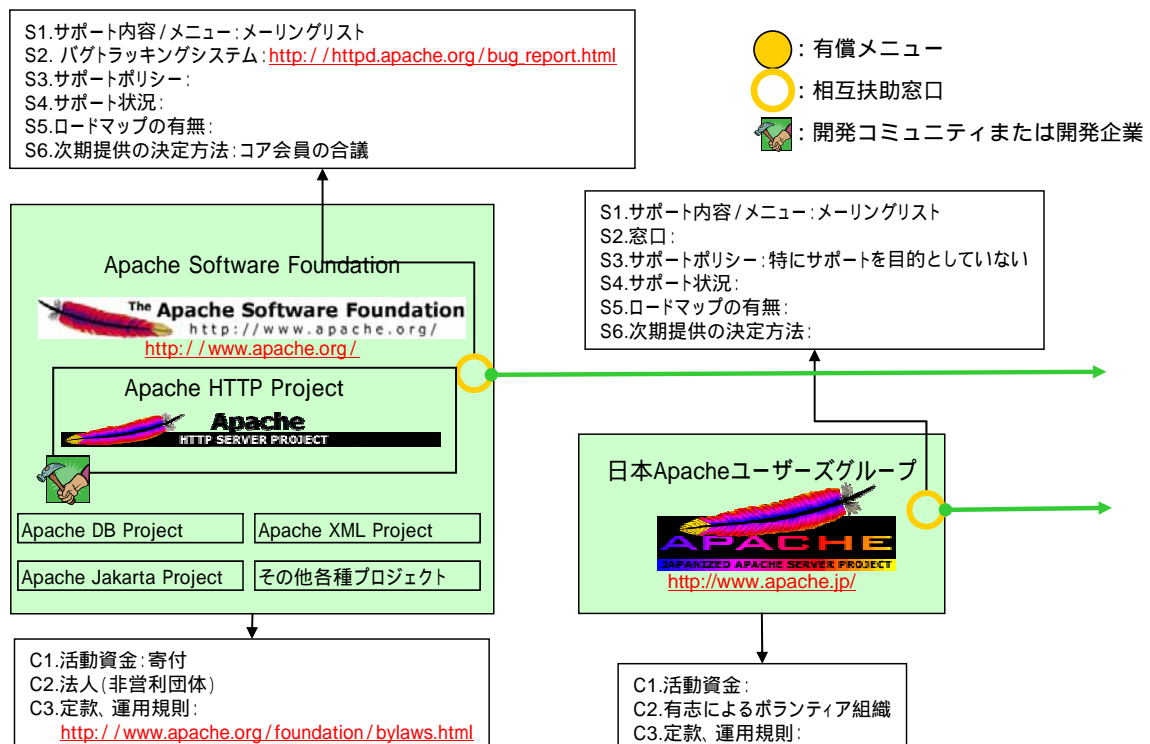 S1.サポート内容/メニュー:メーリングリスト
S2. バグトラッキングシステム:http://httpd.apache.org/bug_report.html
S3.サポートポリシー:
S4.サポート状況:
S5.ロードマップの有無:
S6.次期提供の決定方法:コア会員の合議
:有償メニュー
:相互扶助窓口
:開発コミュニティまたは開発企業
S1.サポート内容/メニュー:メーリングリスト
S2.窓口:
S3.サポートポリシー:特にサポートを目的としていない
S4.サポート状況:
S5.ロードマップの有無:
S6.次期提供の決定方法:
Apache Software Foundation
The Apache Software Foundation
http://www.apache.org/
http://www.apache.org/
Apache HTTP Project
Apache
HTTP SERVER PROJECT
Apache DB Project
Apache XML Project
Apache Jakarta Project
その他各種プロジェクト
日本Apacheユーザーズグループ
APACHE
JAPANIZED APACHE SERVER PROJECT
http://www.apache.jp/
C1.活動資金:寄付
C2.法人(非営利団体)
C3.定款、運用規則:
http://www.apache.org/foundation/bylaws.html
C1.活動資金:
C2.有志によるボランティア組織
C3.定款、運用規則: